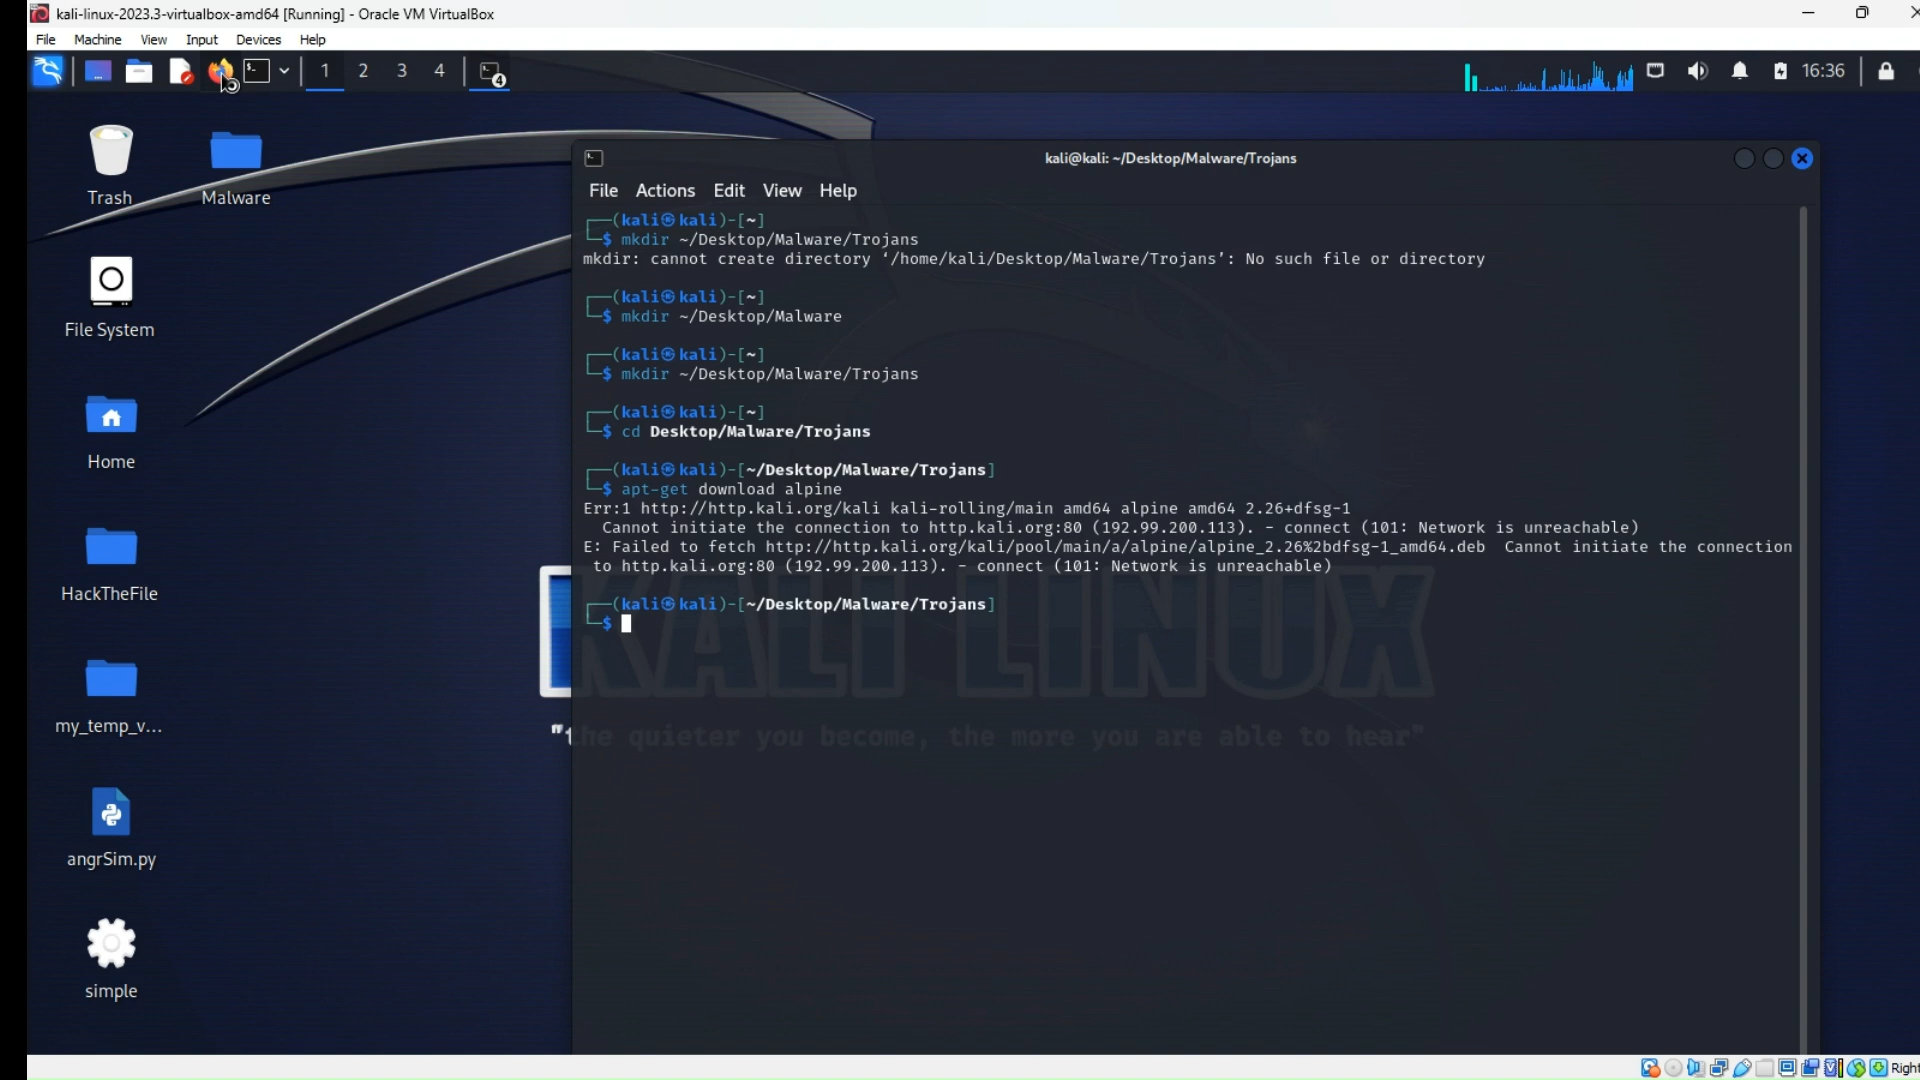 kali-linux-2023.3-virtualbox-amd64 [Running] - Oracle VM VirtualBox
File Machine View Input Devices Help
1 2 3 4 4 16:36
Trash
Malware
File System
Home
HackTheFile
my_temp_v...
angrSim.py
simple
kali@kali: ~/Desktop/Malware/Trojans
File Actions Edit View Help
┌──(kali㉿kali)-[~]
└─$ mkdir ~/Desktop/Malware/Trojans
mkdir: cannot create directory ‘/home/kali/Desktop/Malware/Trojans’: No such file or directory
┌──(kali㉿kali)-[~]
└─$ mkdir ~/Desktop/Malware
┌──(kali㉿kali)-[~]
└─$ mkdir ~/Desktop/Malware/Trojans
┌──(kali㉿kali)-[~]
└─$ cd Desktop/Malware/Trojans
┌──(kali㉿kali)-[~/Desktop/Malware/Trojans]
└─$ apt-get download alpine
Err:1 http://http.kali.org/kali kali-rolling/main amd64 alpine amd64 2.26+dfsg-1
Cannot initiate the connection to http.kali.org:80 (192.99.200.113). - connect (101: Network is unreachable)
E: Failed to fetch http://http.kali.org/kali/pool/main/a/alpine/alpine_2.26%2bdfsg-1_amd64.deb Cannot initiate the connection
to http.kali.org:80 (192.99.200.113). - connect (101: Network is unreachable)
┌──(kali㉿kali)-[~/Desktop/Malware/Trojans]
└─$
KALI LINUX
"the quieter you become, the more you are able to hear"
Right